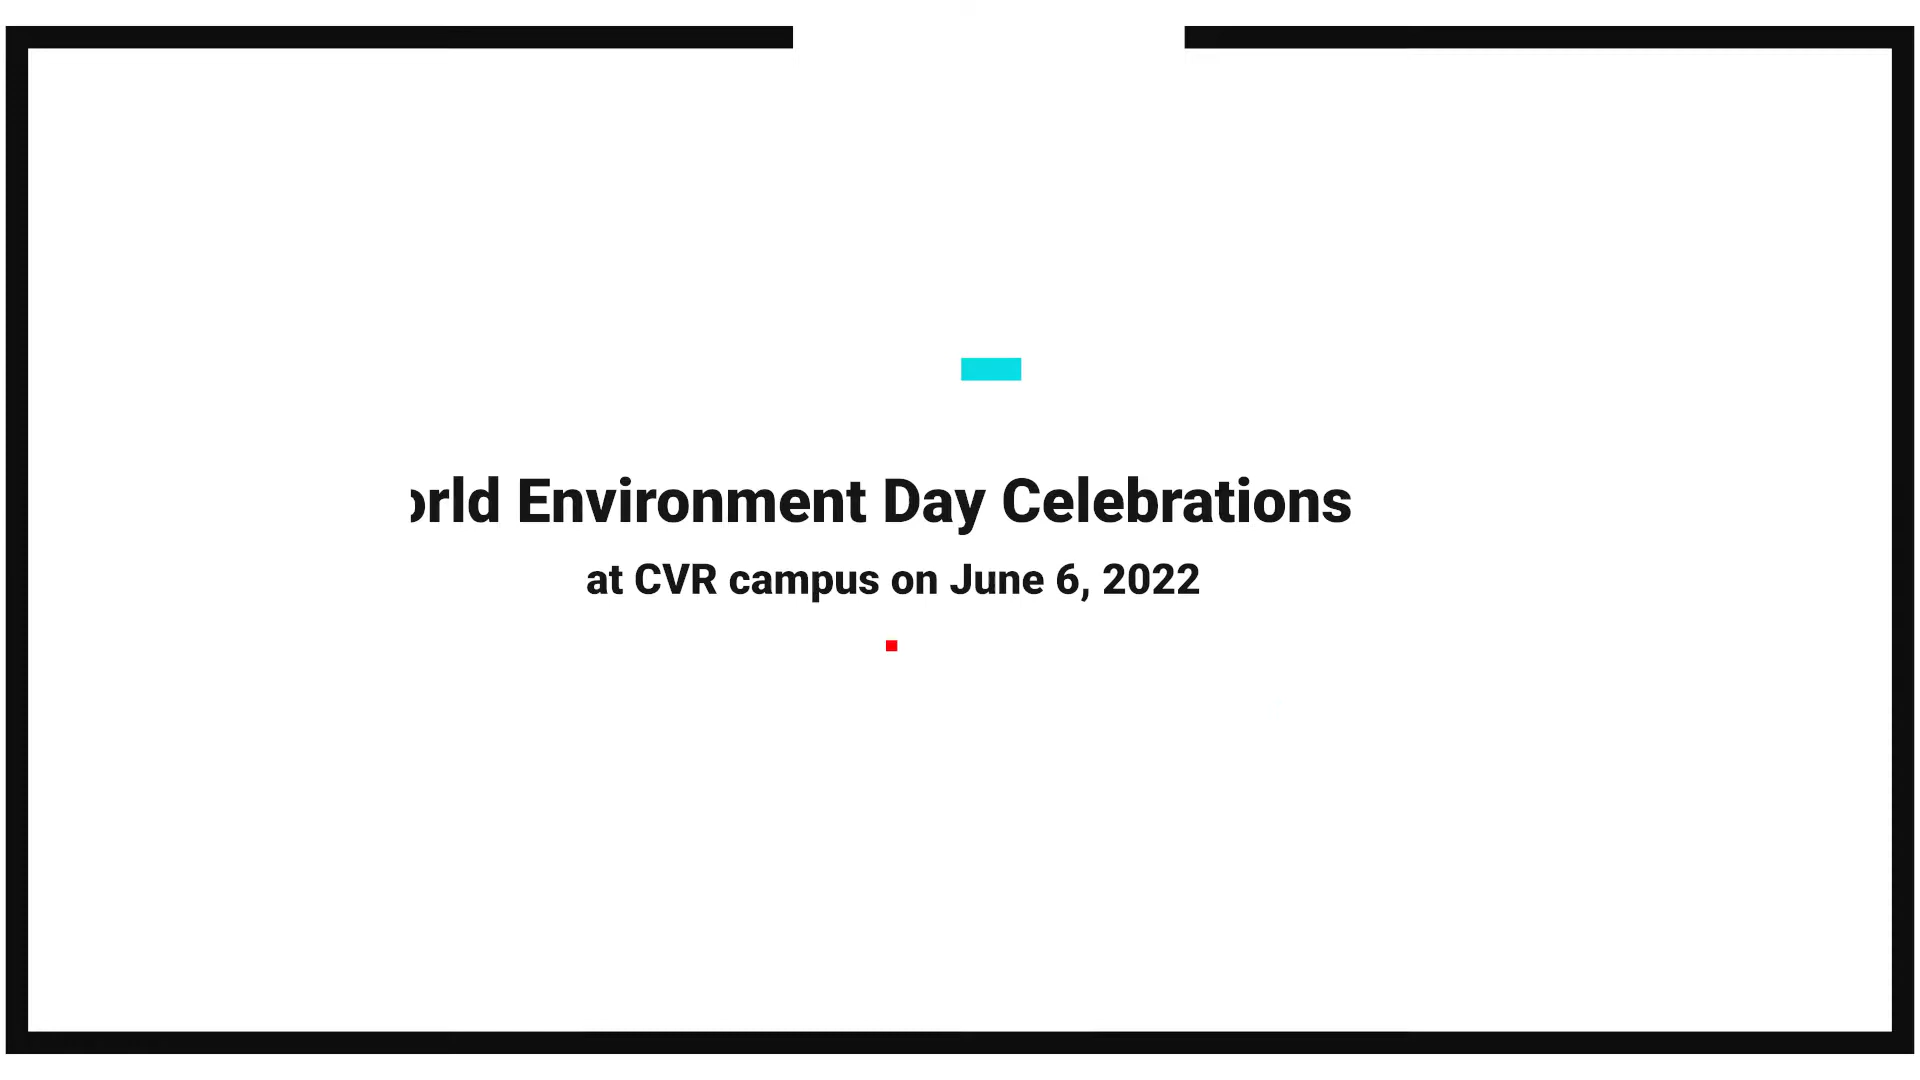 orld Environment Day Celebrations
at CVR campus on June 6, 2022